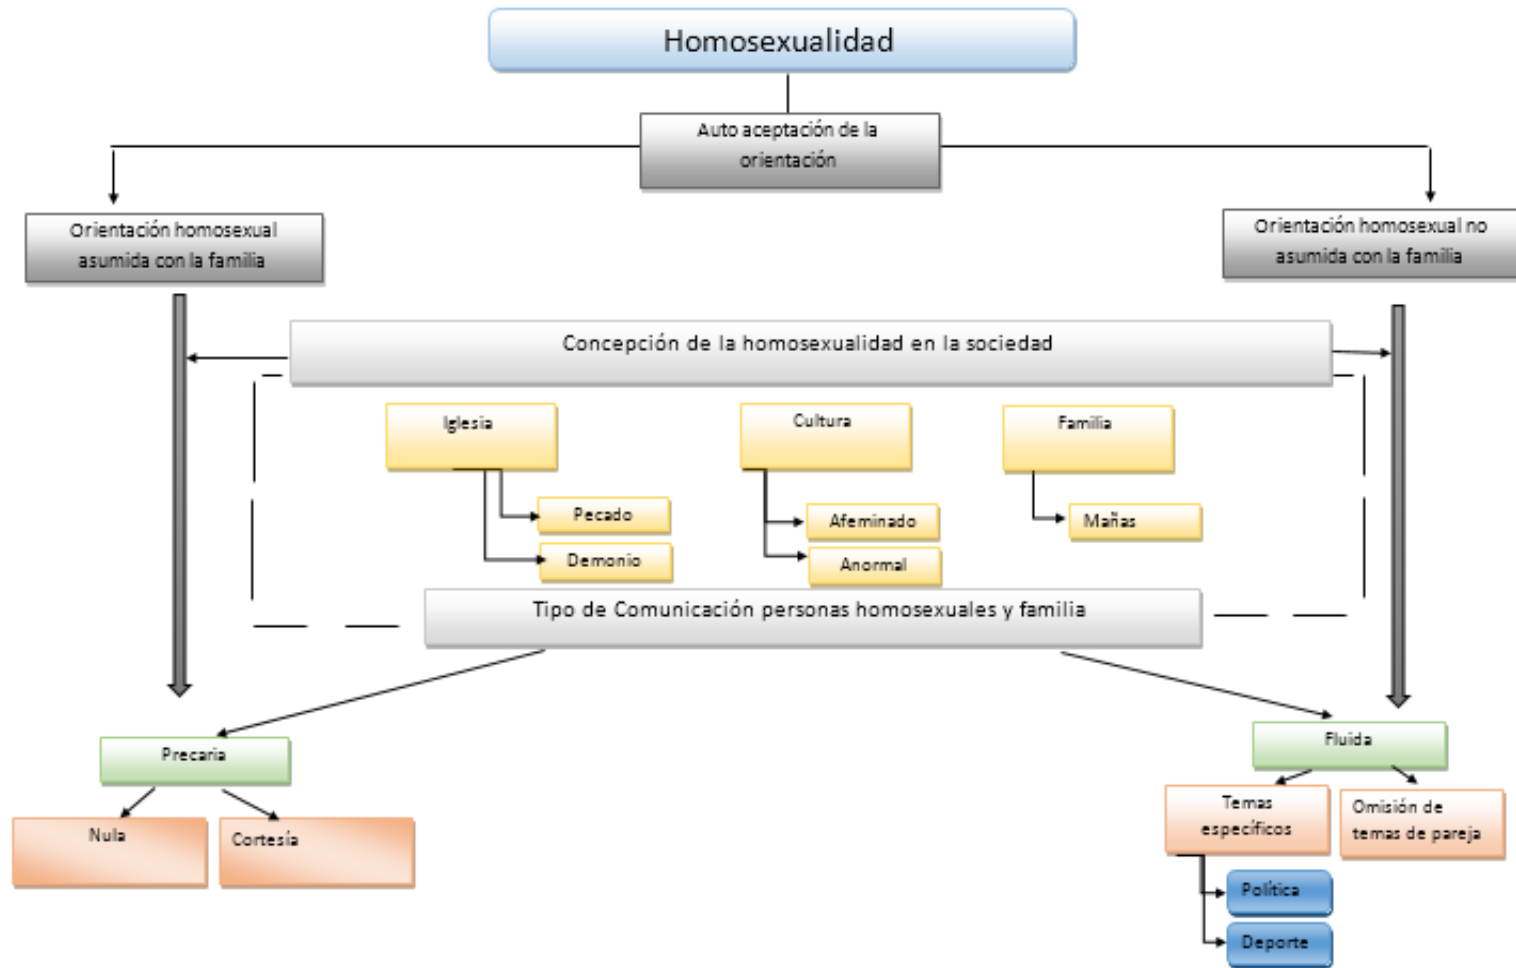 Homosexualidad
Auto aceptación de la
orientación
Orientación homosexual
asumida con la familia
Orientación homosexual no
asumida con la familia
Concepción de la homosexualidad en la sociedad
Iglesia
Cultura
Familia
Pecado
Demonio
Afeminado
Anormal
Mañas
Tipo de Comunicación personas homosexuales y familia
Precaria
Nula
Cortesía
Fluida
Temas
específicos
Omisión de
temas de pareja
Política
Deporte